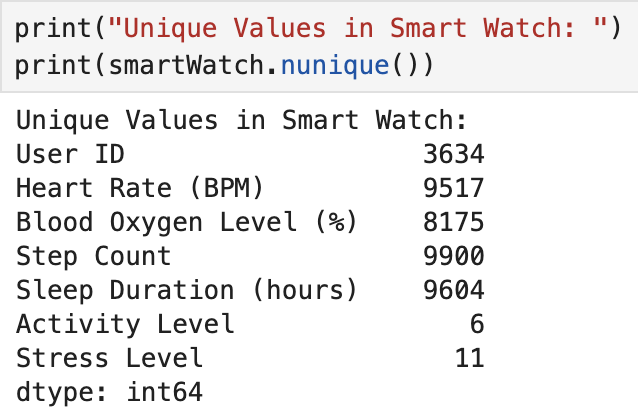 print("Unique Values in Smart Watch: ")
print(smartWatch.nunique())
Unique Values in Smart Watch:
User ID                    3634
Heart Rate (BPM)           9517
Blood Oxygen Level (%)     8175
Step Count                 9900
Sleep Duration (hours)     9604
Activity Level                6
Stress Level                 11
dtype: int64